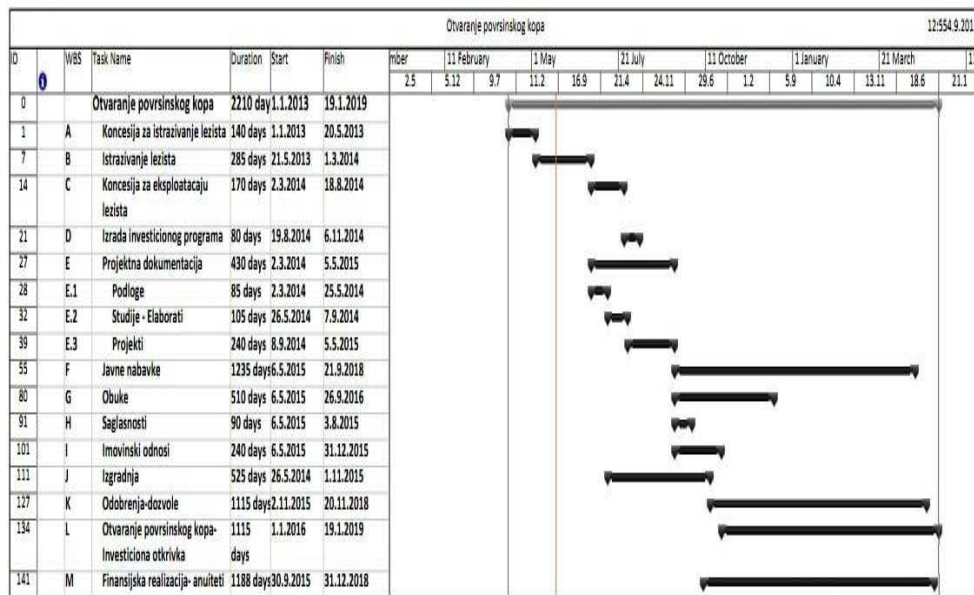 Otvaranje povrsinskog kopa 12:554.9.201
ID WBS Task Name Duration Start Finish mber 11 February 1 May 21 July 11 October 1 January 21 March 1
2.5 5.12 9.7 11.2 16.9 21.4 24.11 29.6 1.2 5.9 10.4 13.11 18.6 21.1
0 Otvaranje povrsinskog kopa 2210 day 1.1.2013 19.1.2019
1 A Koncesija za istrazivanje lezista 140 days 1.1.2013 20.5.2013
7 B Istrazivanje lezista 285 days 21.5.2013 1.3.2014
14 C Koncesija za eksploatacaju 170 days 2.3.2014 18.8.2014
lezista
21 D Izrada investicionog programa 80 days 19.8.2014 6.11.2014
27 E Projektna dokumentacija 430 days 2.3.2014 5.5.2015
28 E.1 Podloge 85 days 2.3.2014 25.5.2014
32 E.2 Studije - Elaborati 105 days 26.5.2014 7.9.2014
39 E.3 Projekti 240 days 8.9.2014 5.5.2015
55 F Javne nabavke 1235 days 6.5.2015 21.9.2018
80 G Obuke 510 days 6.5.2015 26.9.2016
91 H Saglasnosti 90 days 6.5.2015 3.8.2015
101 I Imovinski odnosi 240 days 6.5.2015 31.12.2015
111 J Izgradnja 525 days 26.5.2014 1.11.2015
127 K Odobrenja-dozvole 1115 days 2.11.2015 20.11.2018
134 L Otvaranje povrsinskog kopa- 1115 1.1.2016 19.1.2019
Investiciona otkrivka days
141 M Finansijska realizacija- anuiteti 1188 days 30.9.2015 31.12.2018